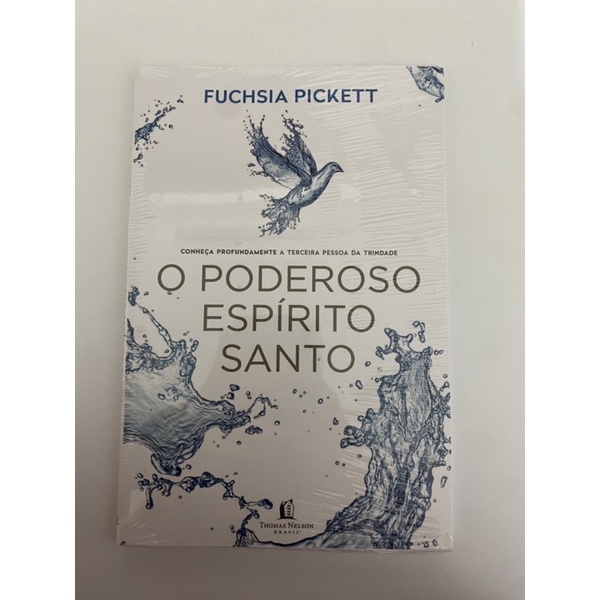 FUCHSIA PICKETT
CONHEÇA PROFUNDAMENTE A TERCEIRA PESSOA DA TRINDADE
O PODEROSO
ESPÍRITO
SANTO
THOMAS NELSON
BRASIL